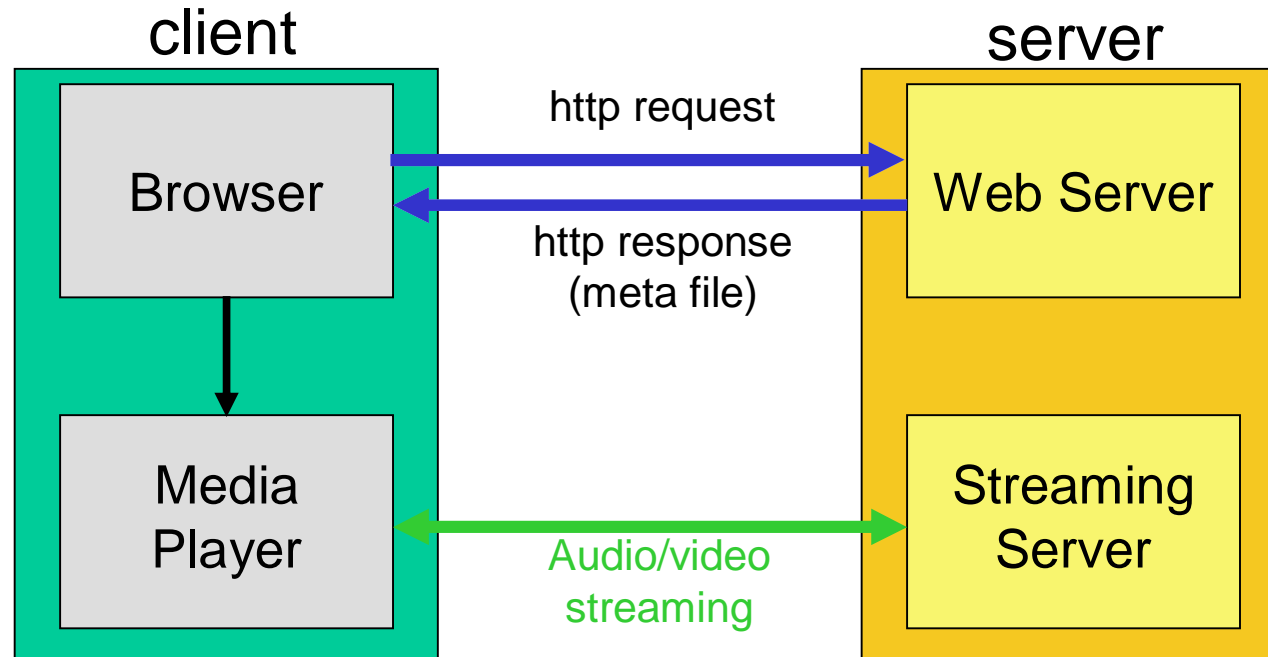 client
server
Browser
http request
Web Server
http response
(meta file)
Media
Player
Audio/video
streaming
Streaming
Server